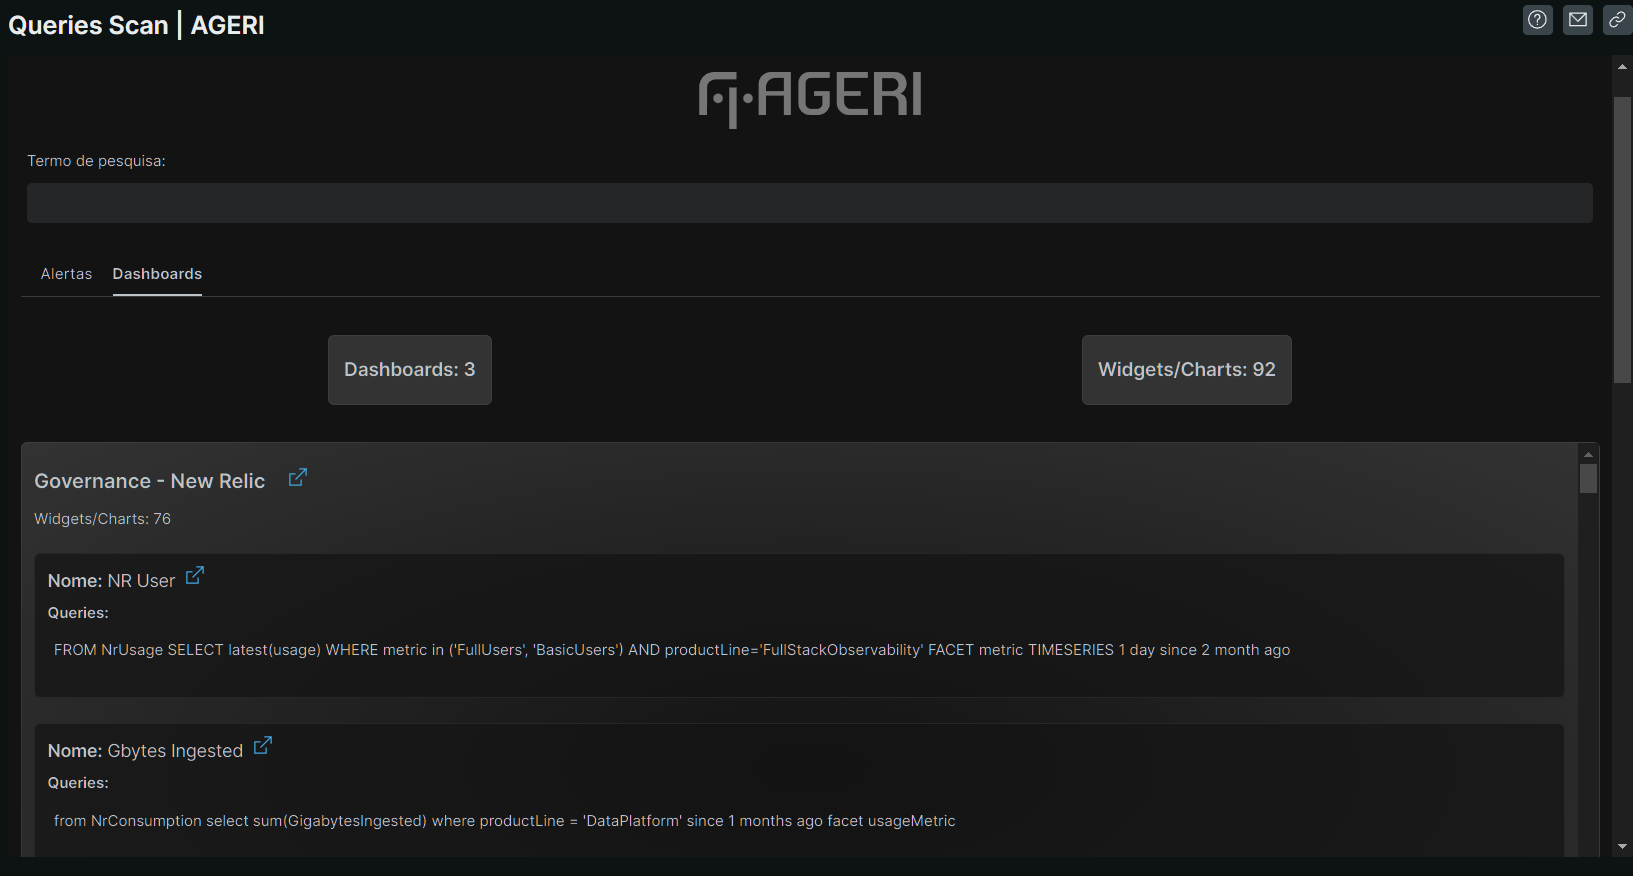 Queries Scan | AGERI
AGERI
Termo de pesquisa:
Alertas Dashboards
Dashboards: 3 Widgets/Charts: 92
Governance - New Relic
Widgets/Charts: 76
Nome: NR User
Queries:
FROM NrUsage SELECT latest(usage) WHERE metric in ('FullUsers', 'BasicUsers') AND productLine='FullStackObservability' FACET metric TIMESERIES 1 day since 2 month ago
Nome: Gbytes Ingested
Queries:
from NrConsumption select sum(GigabytesIngested) where productLine = 'DataPlatform' since 1 months ago facet usageMetric